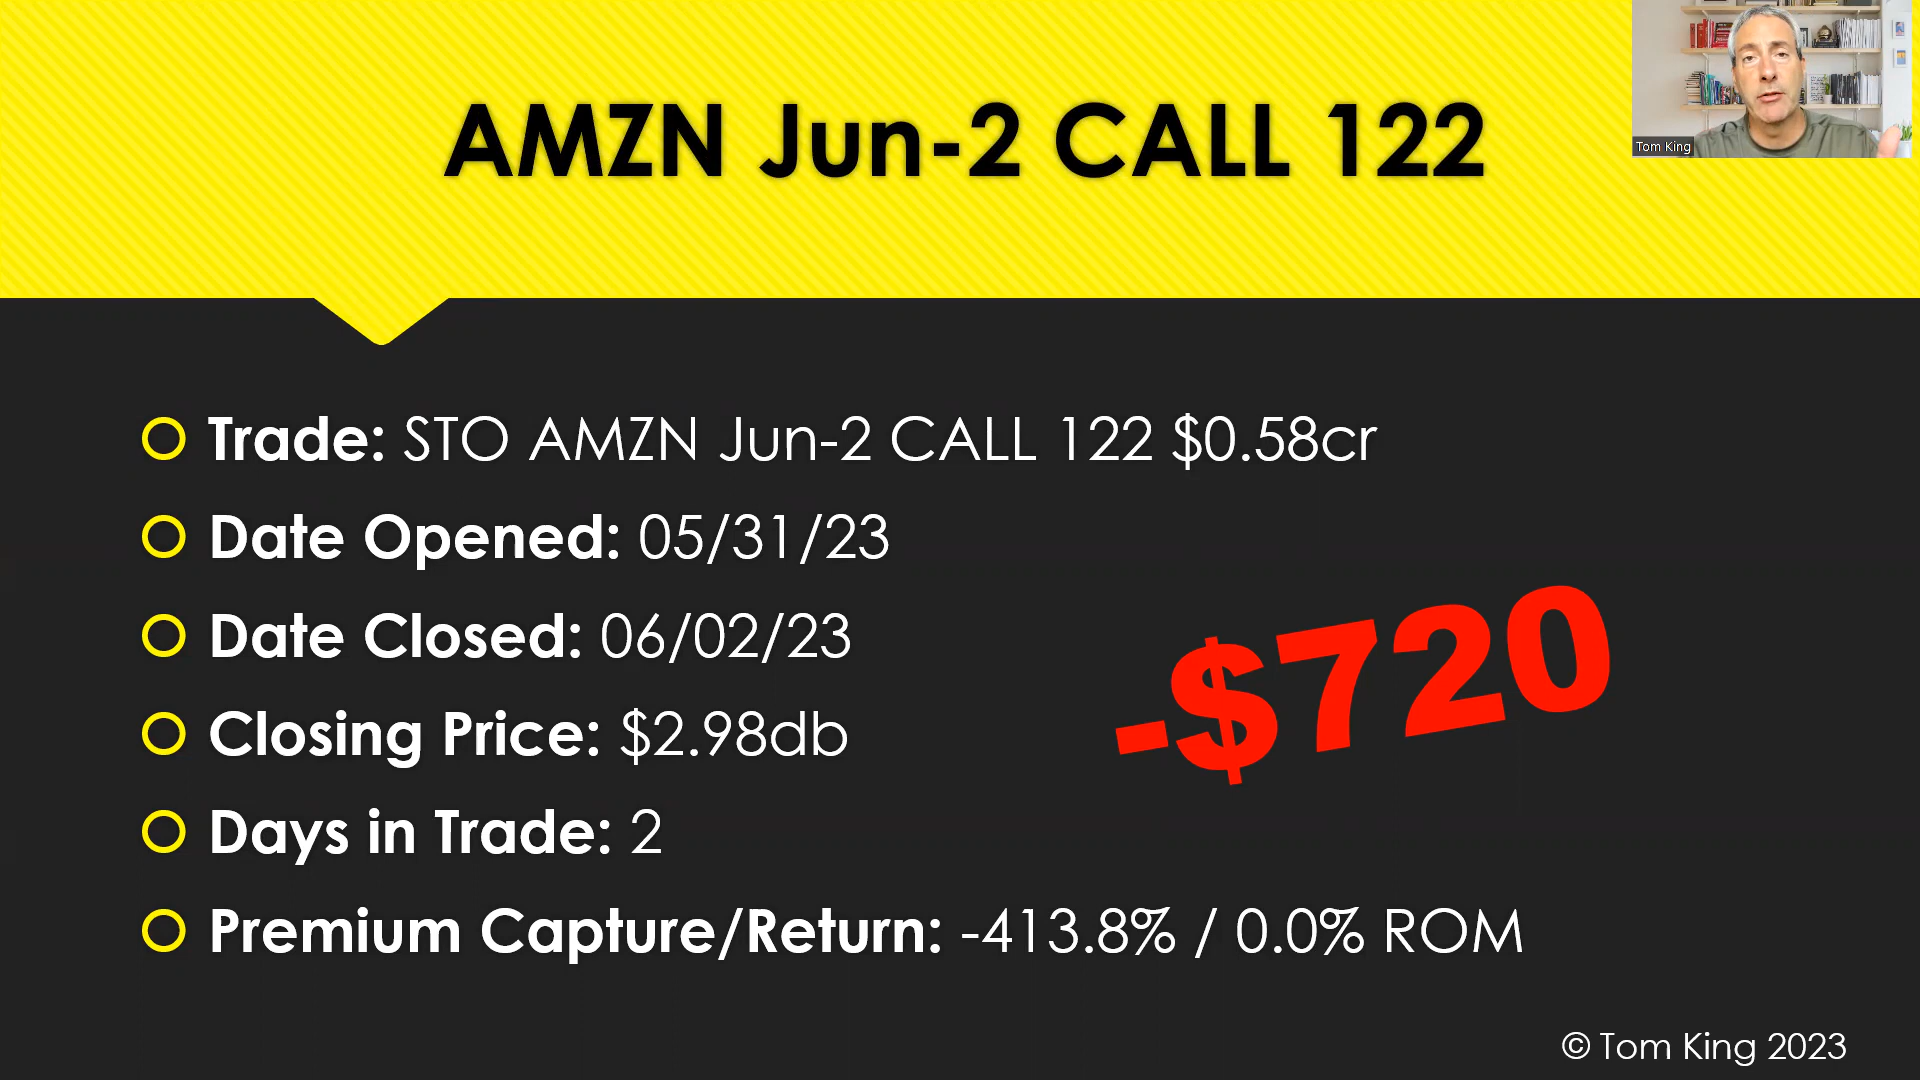 AMZN Jun-2 CALL 122
Tom King
Trade: STO AMZN Jun-2 CALL 122 $0.58cr
Date Opened: 05/31/23
Date Closed: 06/02/23
Closing Price: $2.98db
Days in Trade: 2
Premium Capture/Return: -413.8% / 0.0% ROM
-$720
© Tom King 2023